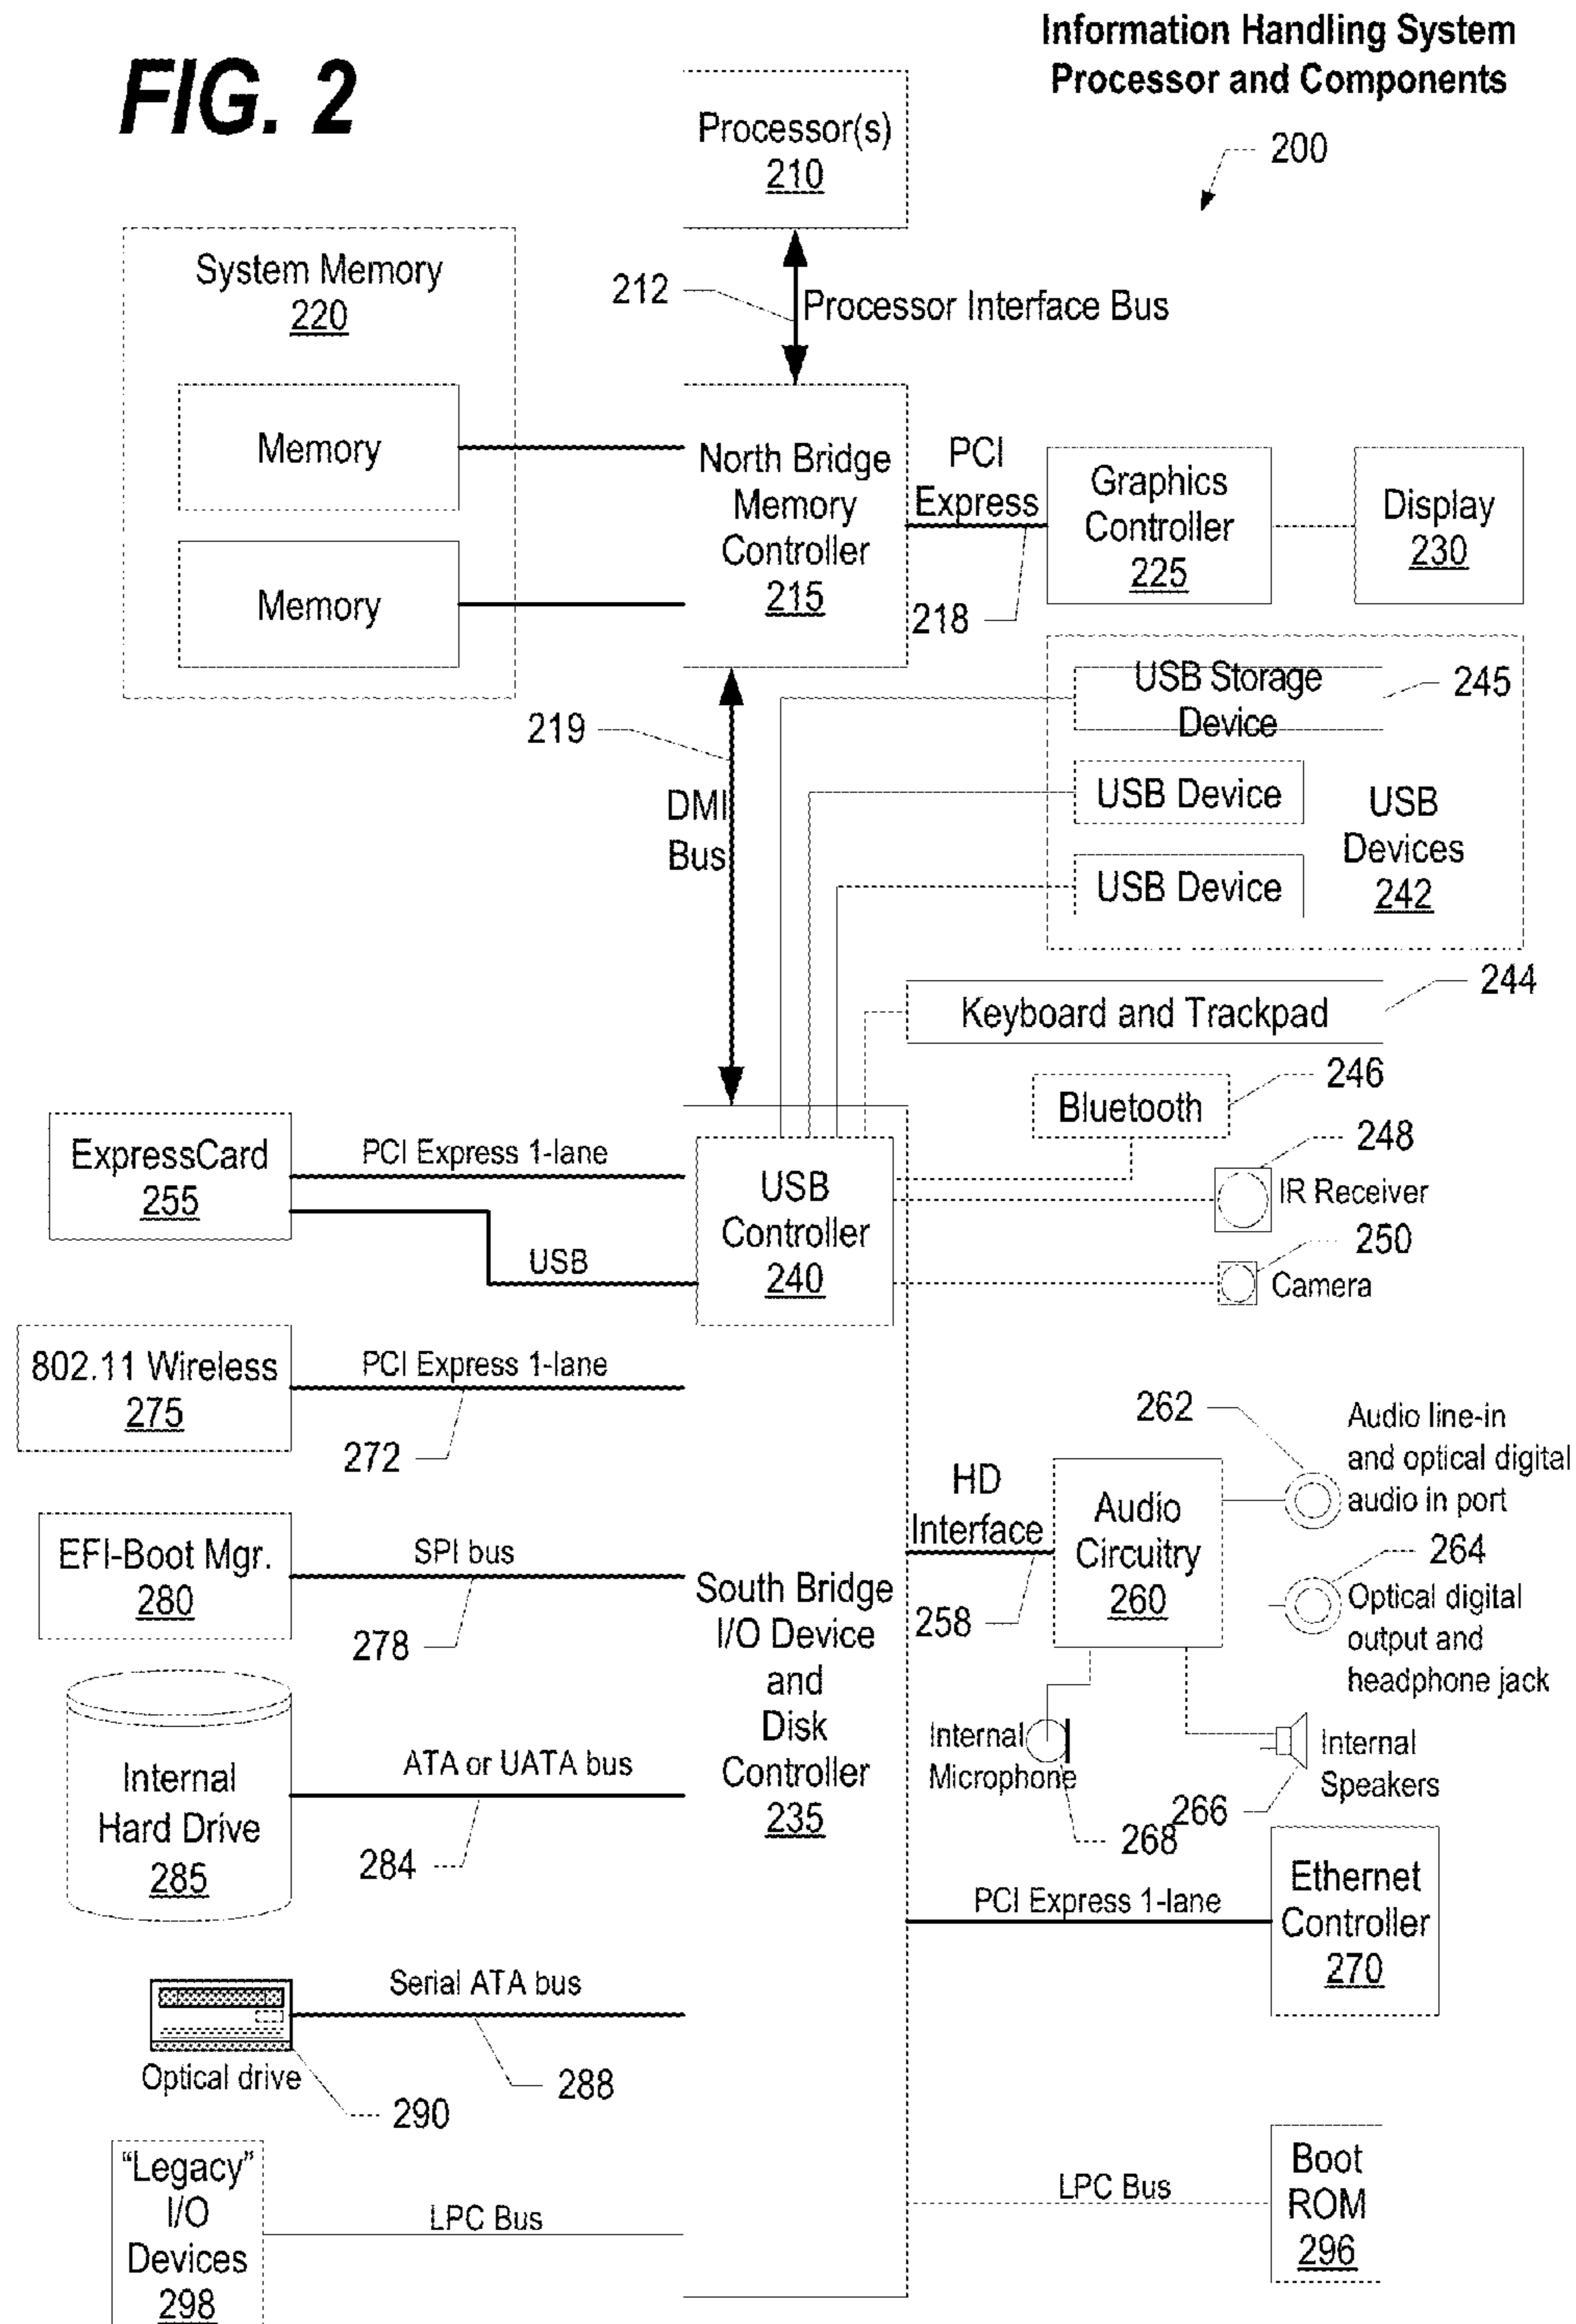 FIG. 2
Information Handling System
Processor and Components
200
Processor(s)
210
System Memory
220
212
Processor Interface Bus
Memory
Memory
North Bridge
Memory
Controller
215
PCI
Express
218
Graphics
Controller
225
Display
230
219
DMI
Bus
USB Storage
Device
245
USB Device
USB Device
USB
Devices
242
244
Keyboard and Trackpad
246
Bluetooth
248
IR Receiver
250
Camera
ExpressCard
255
PCI Express 1-lane
USB
USB
Controller
240
802.11 Wireless
275
PCI Express 1-lane
272
262
Audio line-in
and optical digital
audio in port
HD
Interface
258
Audio
Circuitry
260
264
Optical digital
output and
headphone jack
EFI-Boot Mgr.
280
SPI bus
278
South Bridge
I/O Device
and
Disk
Controller
235
Internal
Microphone
268
Internal
Speakers
266
Internal
Hard Drive
285
ATA or UATA bus
284
PCI Express 1-lane
Ethernet
Controller
270
Serial ATA bus
288
Optical drive
290
"Legacy"
I/O
Devices
298
LPC Bus
LPC Bus
Boot
ROM
296